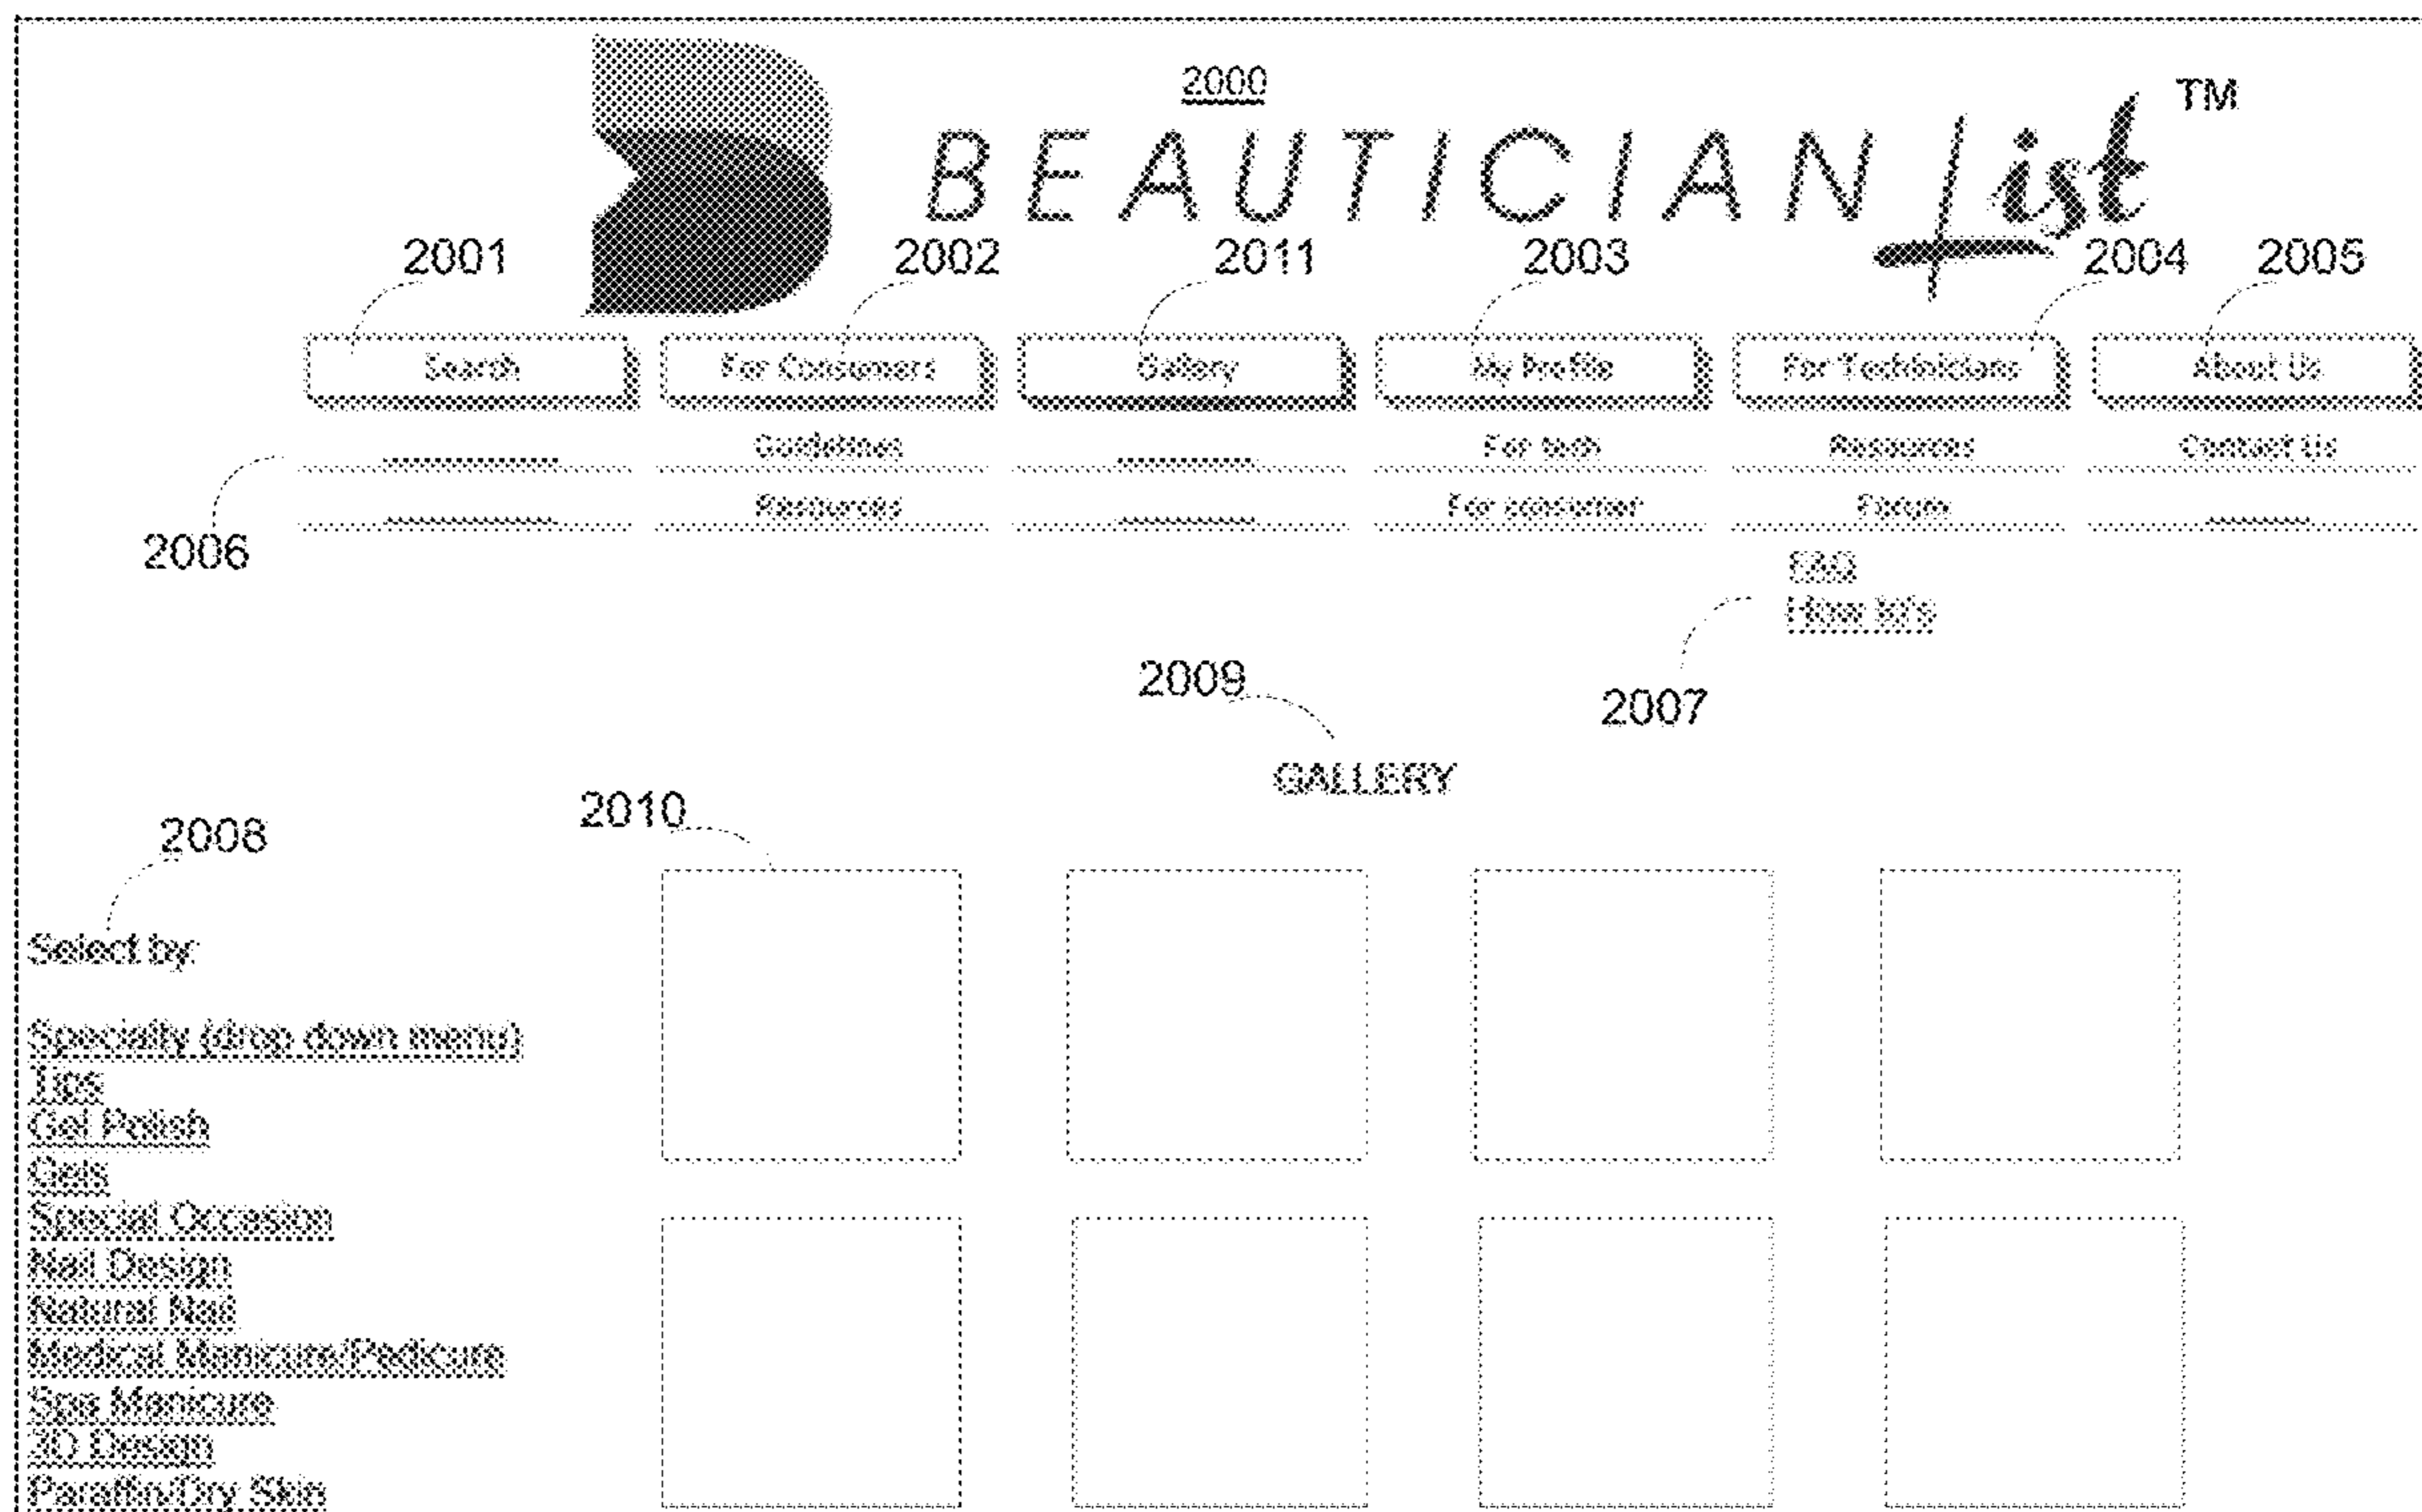 2000
BEAUTICIAN List TM
2001 2002 2011 2003 2004 2005
Search For Consumers Gallery My Profile For Techinicians About Us
Guidelines For tech Resources Contact Us
Resources For consumer Forum
2006
FAQ
How to's
2009
2007
GALLERY
2010
2008
Select by:
Specialty (drop down menu)
Tips
Gel Polish
Gels
Special Occasion
Nail Design
Natural Nail
Medical Manicure/Pedicure
Spa Manicure
3D Design
Paraffin/Dry Skin